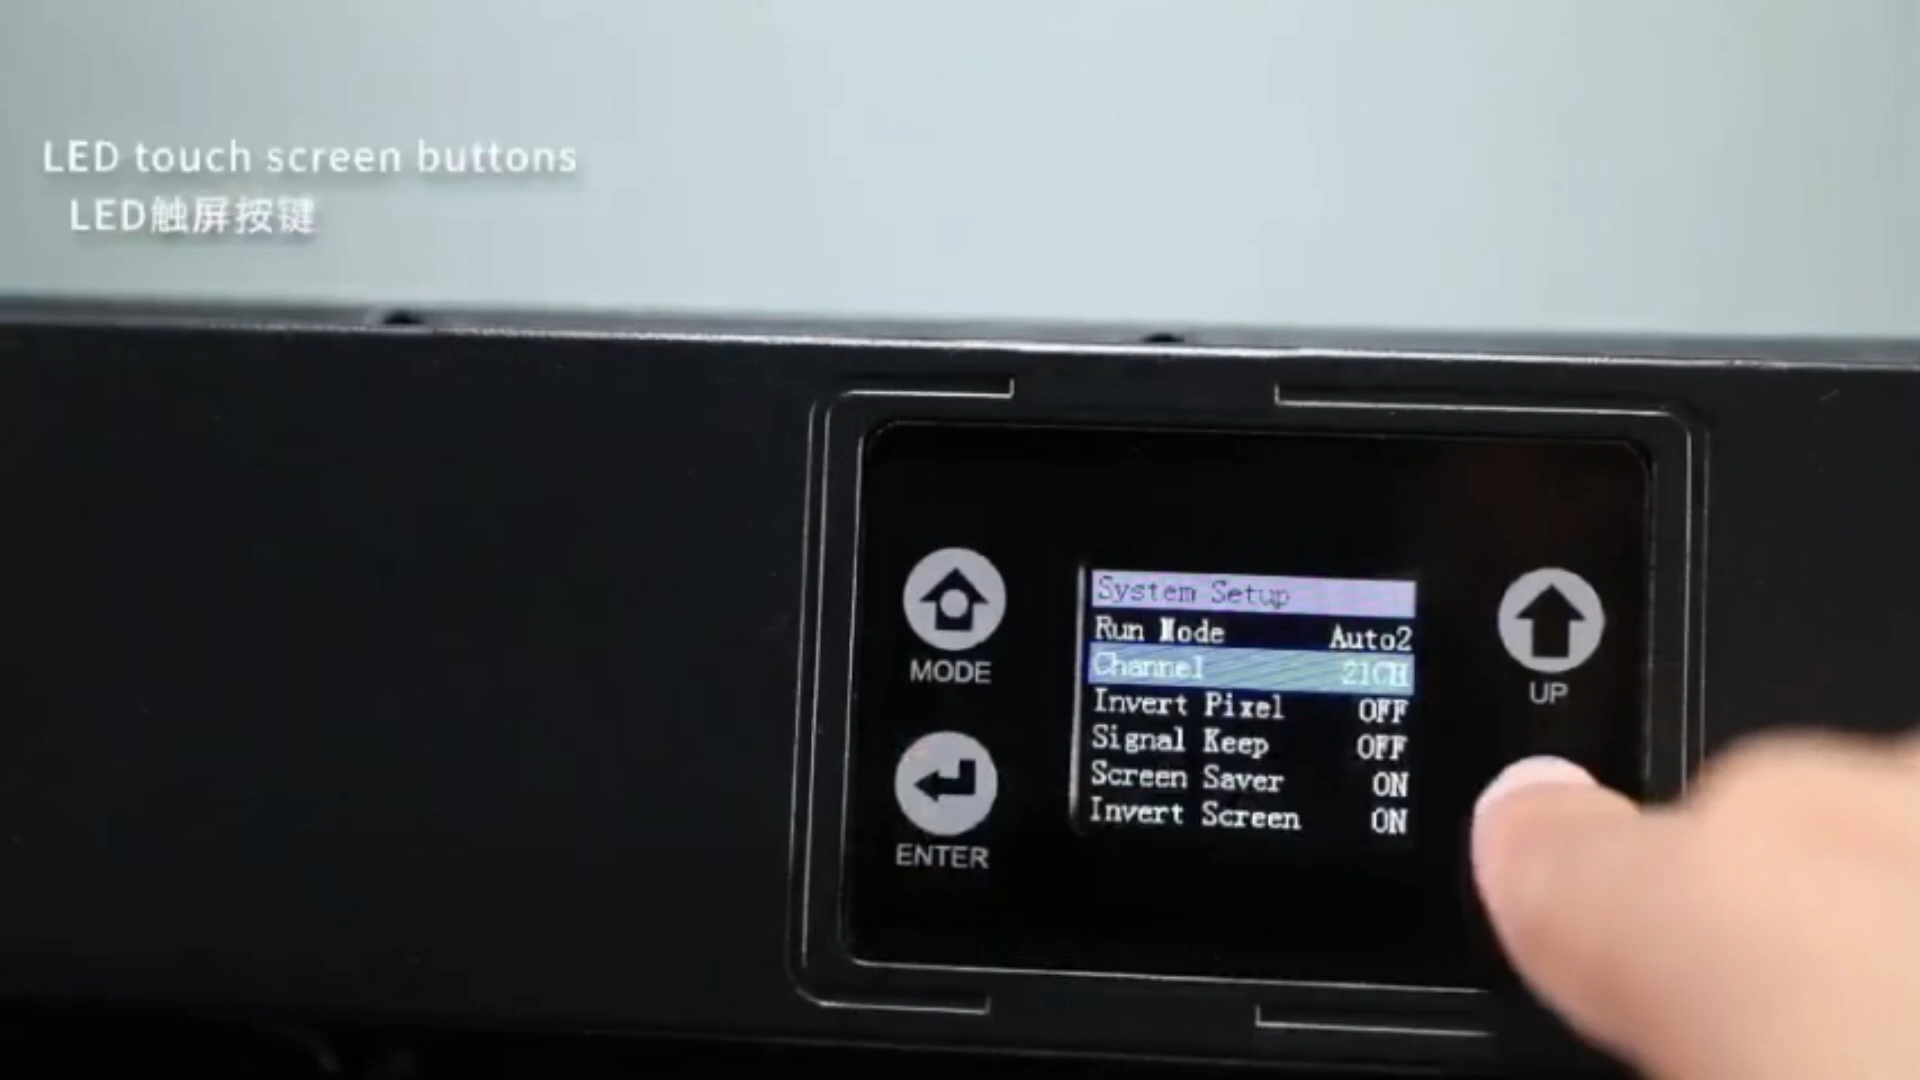 LED touch screen buttons
LED触屏按键
System Setup
Run Mode Auto2
Channel 21CH
Invert Pixel OFF
Signal Keep OFF
Screen Saver ON
Invert Screen ON
MODE
UP
ENTER